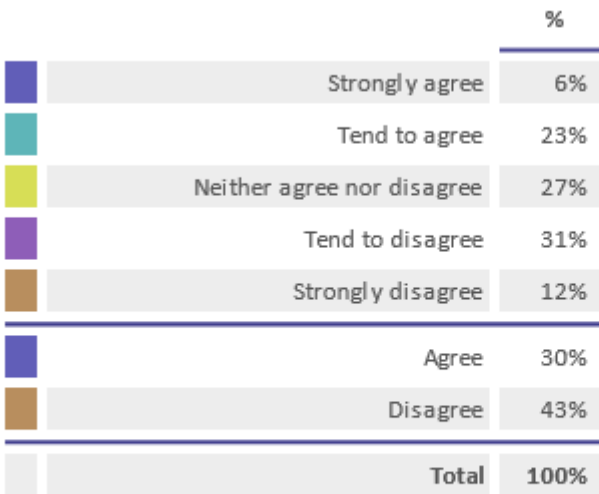 %
Strongly agree 6%
Tend to agree 23%
Neither agree nor disagree 27%
Tend to disagree 31%
Strongly disagree 12%
Agree 30%
Disagree 43%
Total 100%